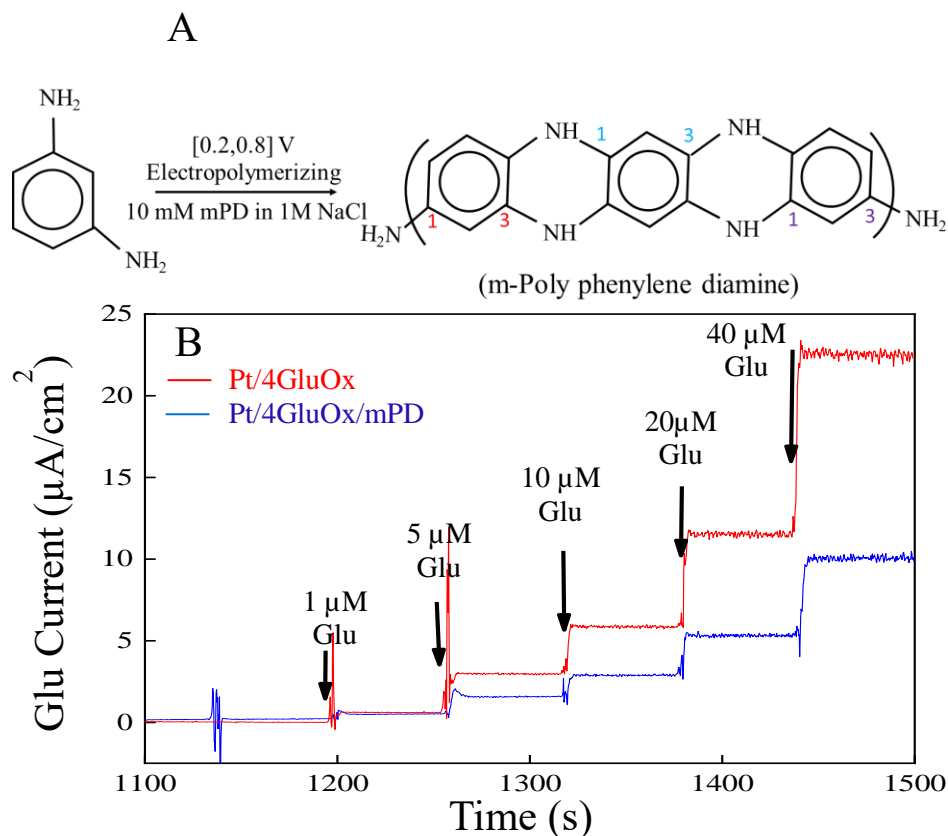 A
NH2
NH2
[0.2,0.8] V
Electropolymerizing
10 mM mPD in 1M NaCl
NH
1
3
NH
1
3
1
3
H2N
NH
NH
NH2
(m-Poly phenylene diamine)
B
Pt/4GluOx
Pt/4GluOx/mPD
1 µM
Glu
5 µM
Glu
10 µM
Glu
20µM
Glu
40 µM
Glu
Glu Current (µA/cm2)
25
20
15
10
5
0
1100
1200
1300
1400
1500
Time (s)